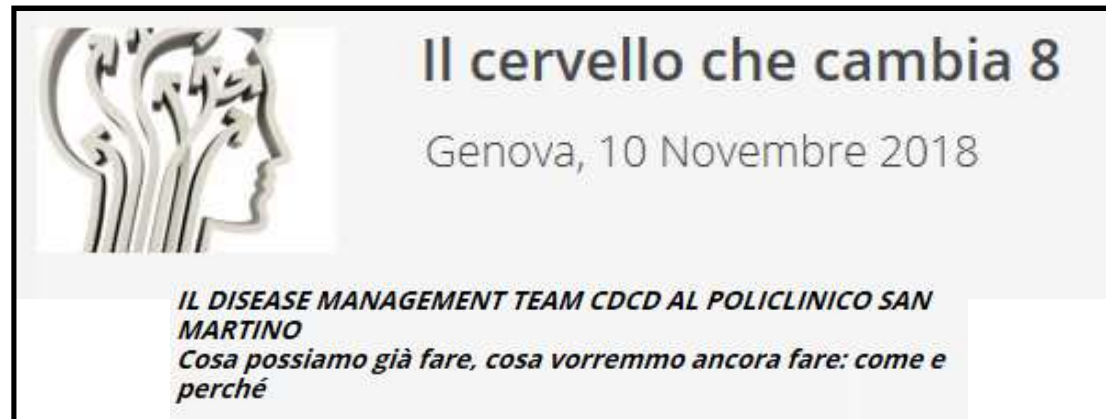 Il cervello che cambia 8
Genova, 10 Novembre 2018
IL DISEASE MANAGEMENT TEAM CDCD AL POLICLINICO SAN
MARTINO
Cosa possiamo già fare, cosa vorremmo ancora fare: come e
perché